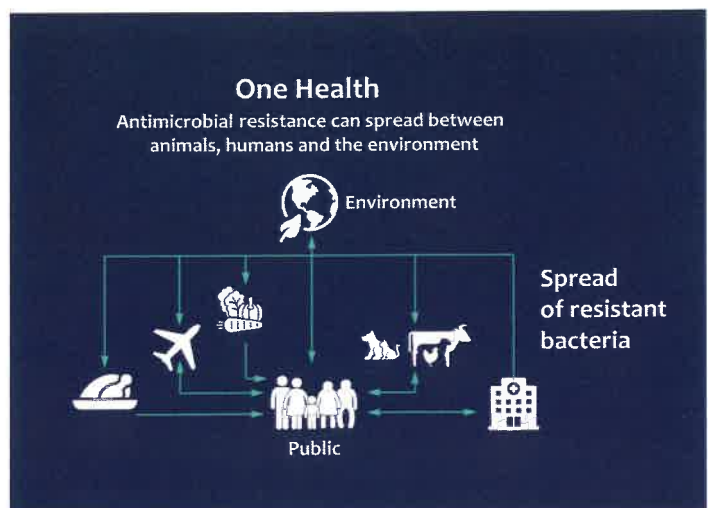 One Health
Antimicrobial resistance can spread between
animals, humans and the environment
Environment
Spread
of resistant
bacteria
Public